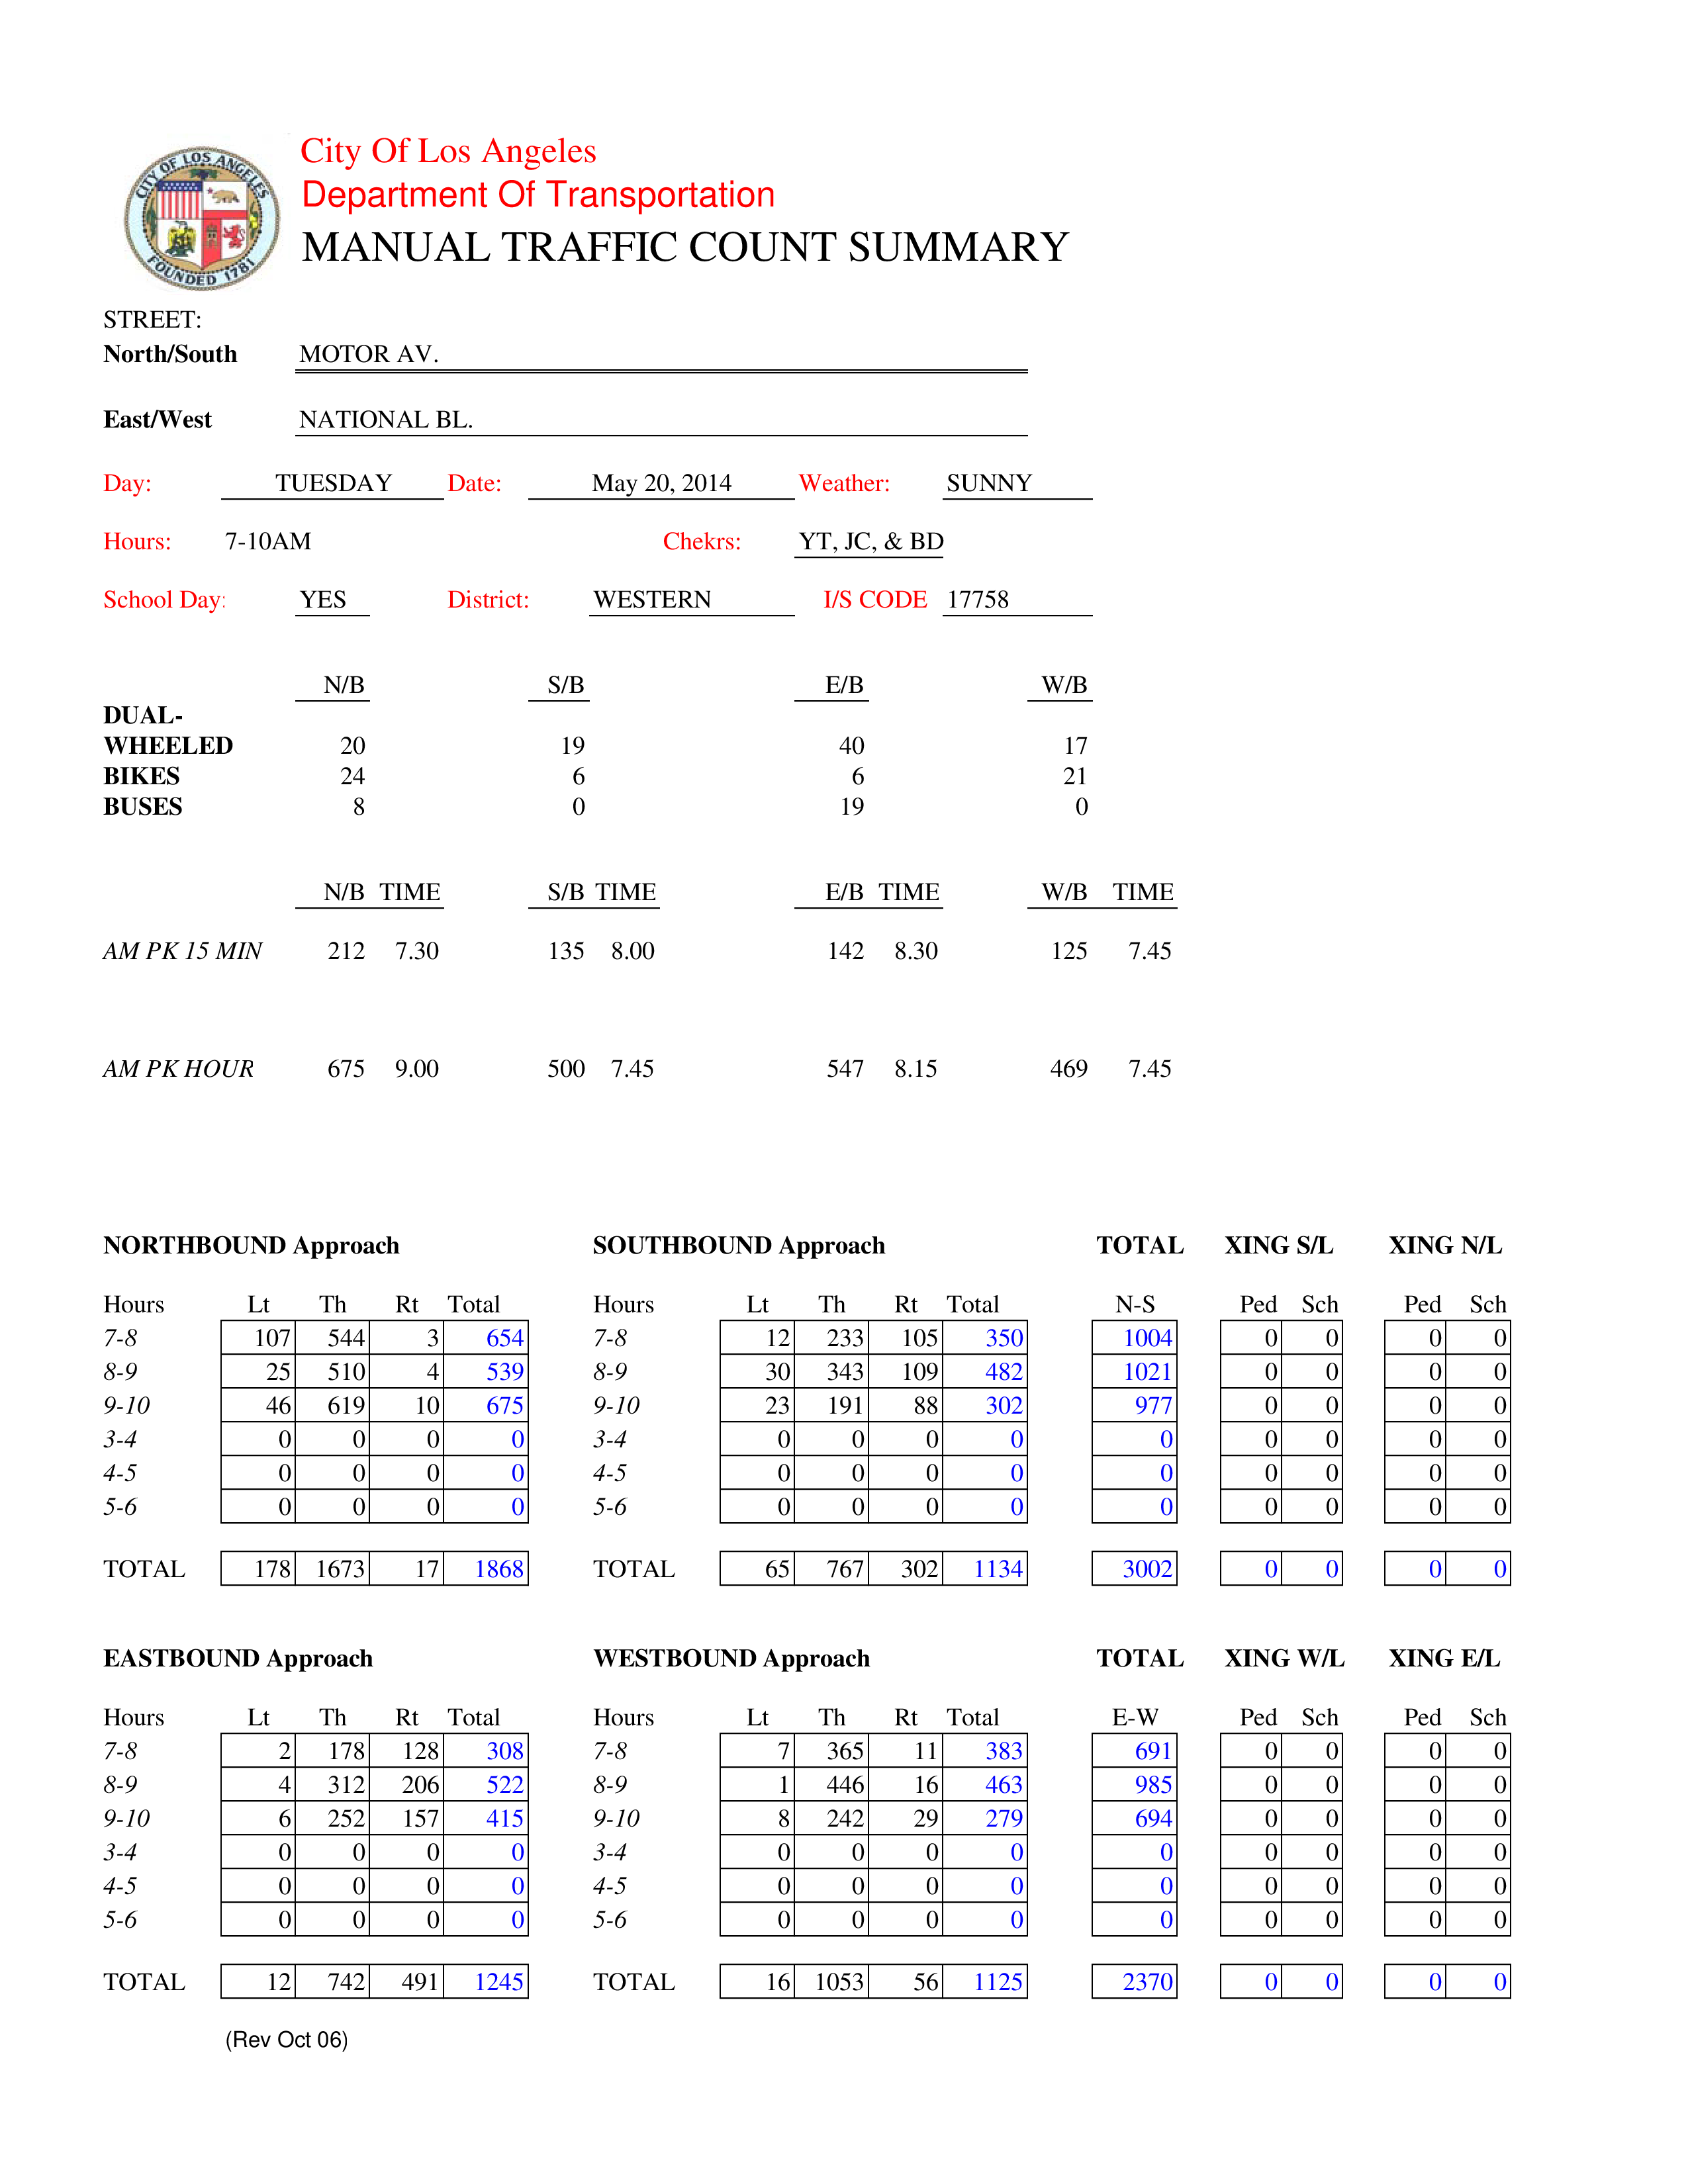 CITY OF LOS ANGELES
FOUNDED 1781
City Of Los Angeles
Department Of Transportation
MANUAL TRAFFIC COUNT SUMMARY
STREET:
North/South MOTOR AV.
East/West NATIONAL BL.
Day: TUESDAY Date: May 20, 2014 Weather: SUNNY
Hours: 7-10AM Chekrs: YT, JC, & BD
School Day: YES District: WESTERN I/S CODE 17758
N/B S/B E/B W/B
DUAL-
WHEELED 20 19 40 17
BIKES 24 6 6 21
BUSES 8 0 19 0
N/B TIME S/B TIME E/B TIME W/B TIME
AM PK 15 MIN 212 7.30 135 8.00 142 8.30 125 7.45
AM PK HOUR 675 9.00 500 7.45 547 8.15 469 7.45
NORTHBOUND Approach SOUTHBOUND Approach TOTAL XING S/L XING N/L
Hours Lt Th Rt Total Hours Lt Th Rt Total N-S Ped Sch Ped Sch
7-8 107 544 3 654 7-8 12 233 105 350 1004 0 0 0 0
8-9 25 510 4 539 8-9 30 343 109 482 1021 0 0 0 0
9-10 46 619 10 675 9-10 23 191 88 302 977 0 0 0 0
3-4 0 0 0 0 3-4 0 0 0 0 0 0 0 0 0
4-5 0 0 0 0 4-5 0 0 0 0 0 0 0 0 0
5-6 0 0 0 0 5-6 0 0 0 0 0 0 0 0 0
TOTAL 178 1673 17 1868 TOTAL 65 767 302 1134 3002 0 0 0 0
EASTBOUND Approach WESTBOUND Approach TOTAL XING W/L XING E/L
Hours Lt Th Rt Total Hours Lt Th Rt Total E-W Ped Sch Ped Sch
7-8 2 178 128 308 7-8 7 365 11 383 691 0 0 0 0
8-9 4 312 206 522 8-9 1 446 16 463 985 0 0 0 0
9-10 6 252 157 415 9-10 8 242 29 279 694 0 0 0 0
3-4 0 0 0 0 3-4 0 0 0 0 0 0 0 0 0
4-5 0 0 0 0 4-5 0 0 0 0 0 0 0 0 0
5-6 0 0 0 0 5-6 0 0 0 0 0 0 0 0 0
TOTAL 12 742 491 1245 TOTAL 16 1053 56 1125 2370 0 0 0 0
(Rev Oct 06)